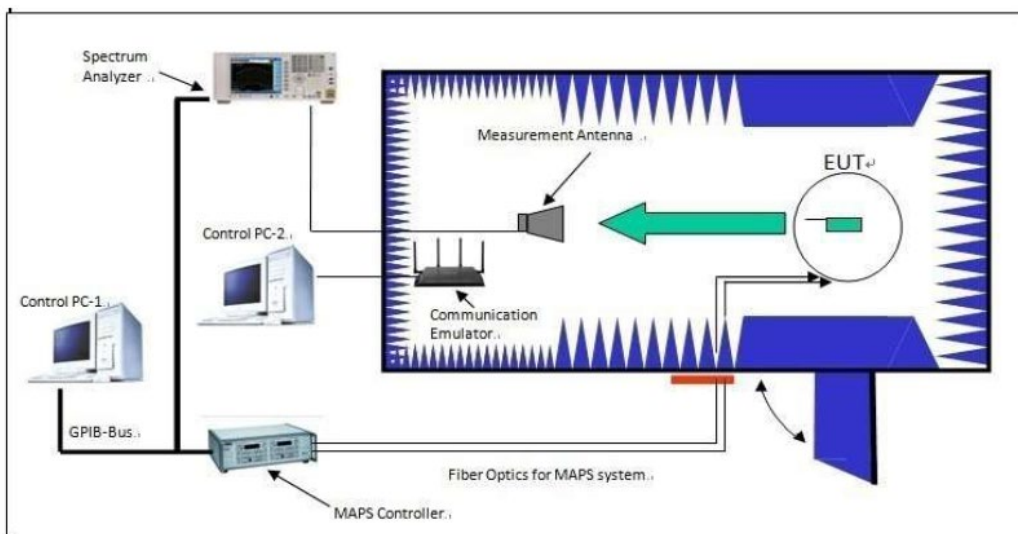 Spectrum
Analyzer
Measurement Antenna
EUT
Control PC-2
Control PC-1
Communication
Emulator
GPIB-Bus
Fiber Optics for MAPS system
MAPS Controller